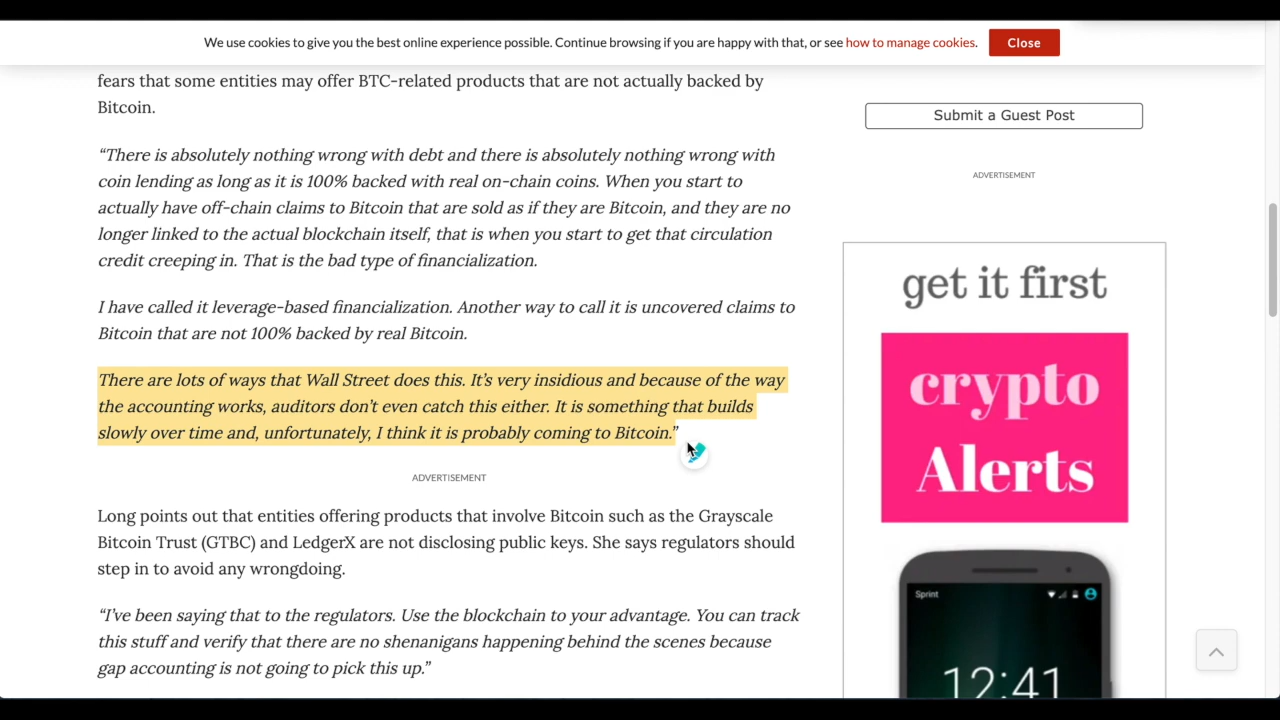 We use cookies to give you the best online experience possible. Continue browsing if you are happy with that, or see how to manage cookies.
Close
fears that some entities may offer BTC-related products that are not actually backed by
Bitcoin.
“There is absolutely nothing wrong with debt and there is absolutely nothing wrong with
coin lending as long as it is 100% backed with real on-chain coins. When you start to
actually have off-chain claims to Bitcoin that are sold as if they are Bitcoin, and they are no
longer linked to the actual blockchain itself, that is when you start to get that circulation
credit creeping in. That is the bad type of financialization.
I have called it leverage-based financialization. Another way to call it is uncovered claims to
Bitcoin that are not 100% backed by real Bitcoin.
There are lots of ways that Wall Street does this. It’s very insidious and because of the way
the accounting works, auditors don’t even catch this either. It is something that builds
slowly over time and, unfortunately, I think it is probably coming to Bitcoin.”
ADVERTISEMENT
Long points out that entities offering products that involve Bitcoin such as the Grayscale
Bitcoin Trust (GTBC) and LedgerX are not disclosing public keys. She says regulators should
step in to avoid any wrongdoing.
“I’ve been saying that to the regulators. Use the blockchain to your advantage. You can track
this stuff and verify that there are no shenanigans happening behind the scenes because
gap accounting is not going to pick this up.”
Submit a Guest Post
ADVERTISEMENT
get it first
crypto
Alerts
Sprint
12:41